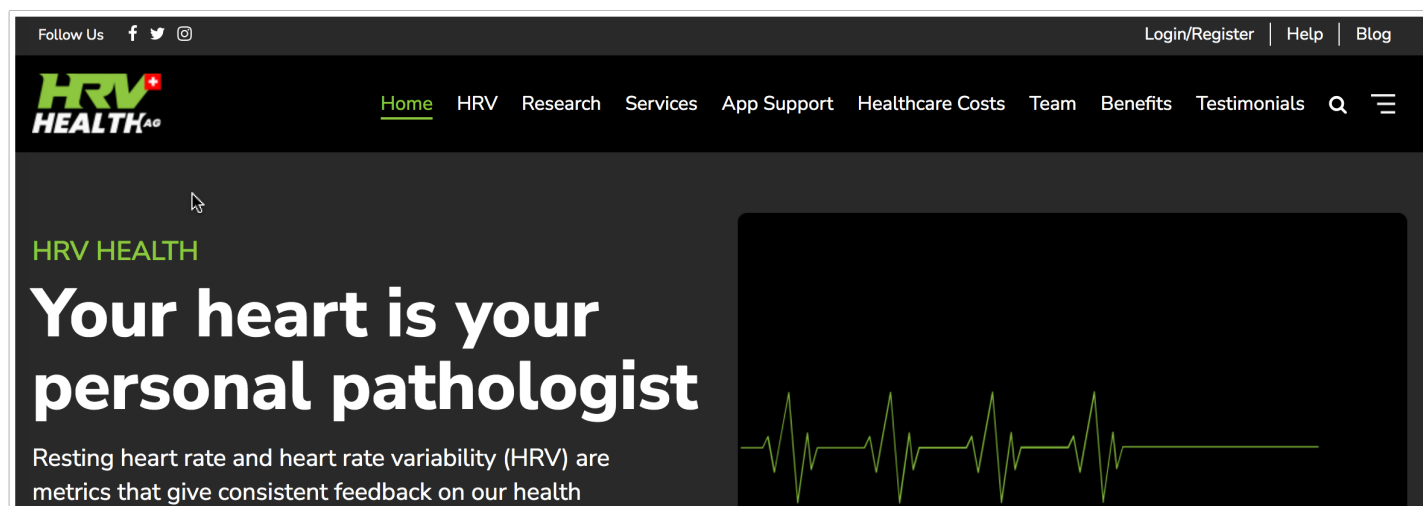 Follow Us
Login/Register | Help | Blog
HRV
HEALTH AG
Home HRV Research Services App Support Healthcare Costs Team Benefits Testimonials
HRV HEALTH
Your heart is your
personal pathologist
Resting heart rate and heart rate variability (HRV) are
metrics that give consistent feedback on our health